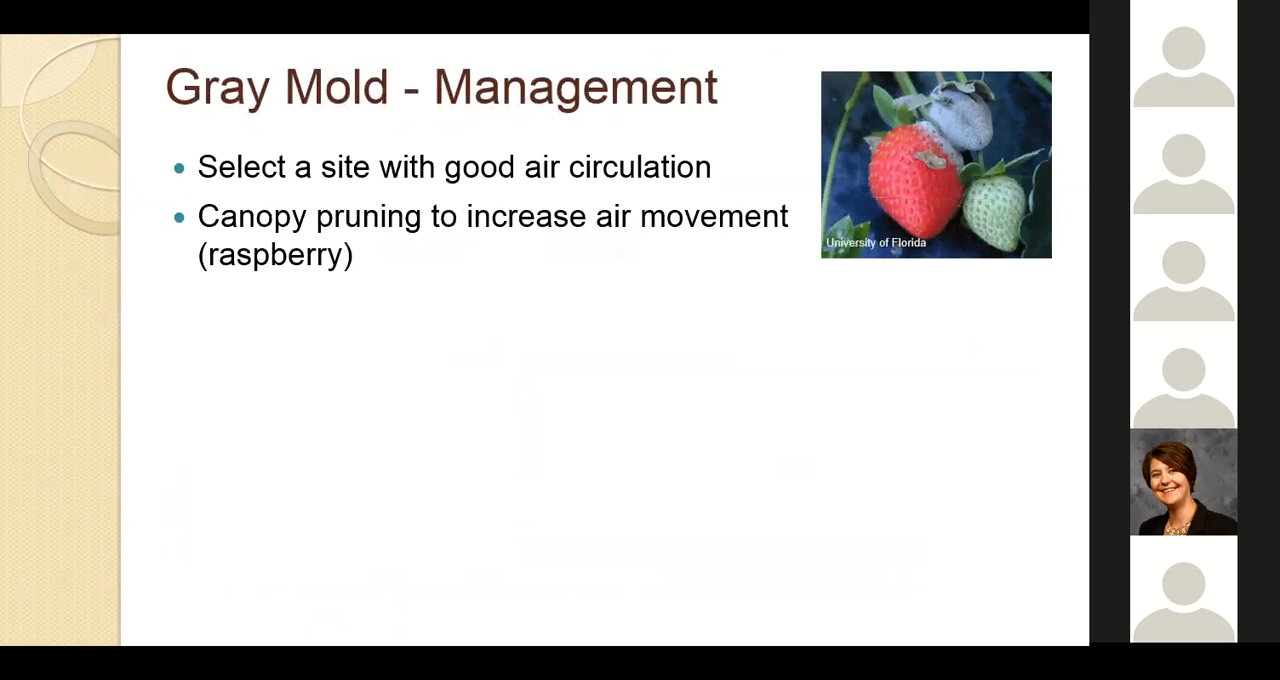 Gray Mold - Management
• Select a site with good air circulation
• Canopy pruning to increase air movement
(raspberry)
University of Florida